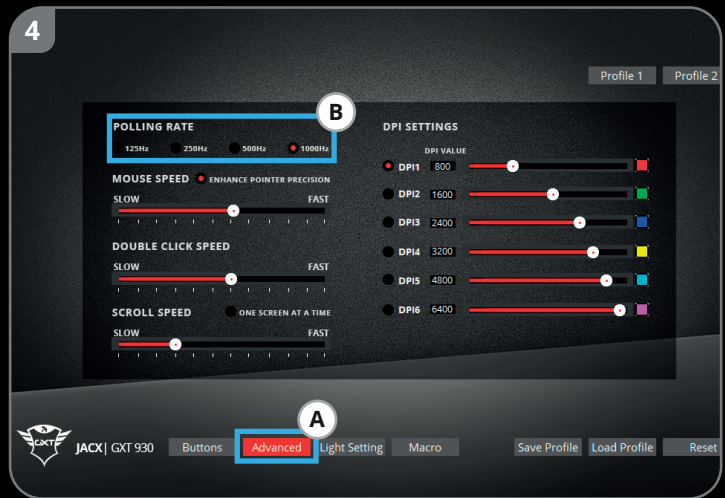 4
Profile 1 Profile 2
B
POLLING RATE
125Hz 250Hz 500Hz 1000Hz
MOUSE SPEED ENHANCE POINTER PRECISION
SLOW FAST
DOUBLE CLICK SPEED
SLOW FAST
SCROLL SPEED ONE SCREEN AT A TIME
SLOW FAST
DPI SETTINGS
DPI VALUE
DPI1 800
DPI2 1600
DPI3 2400
DPI4 3200
DPI5 4800
DPI6 6400
A
GXT JACX | GXT 930 Buttons Advanced Light Setting Macro Save Profile Load Profile Reset